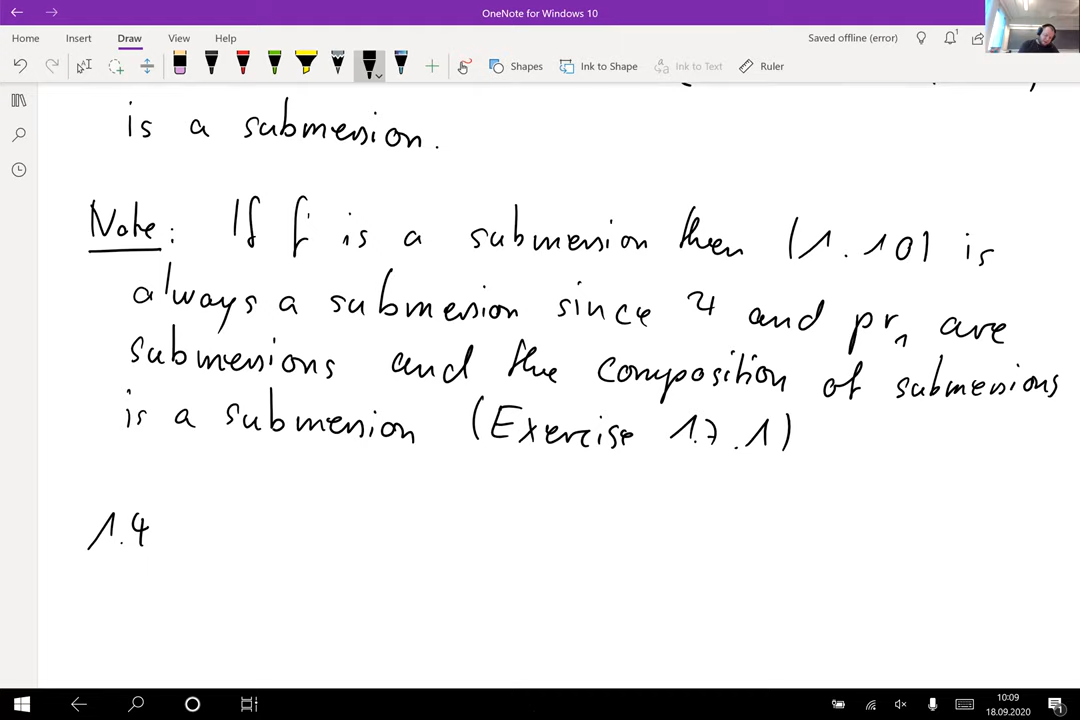 OneNote for Windows 10
Home Insert Draw View Help Saved offline (error)
Shapes Ink to Shape Ink to Text Ruler
is a submersion.
Note: If f is a submersion then (1.10) is
always a submersion since 4 and pr1 are
submersions and the composition of submersions
is a submersion (Exercise 1.7.1)
1.4
10:09
18.09.2020